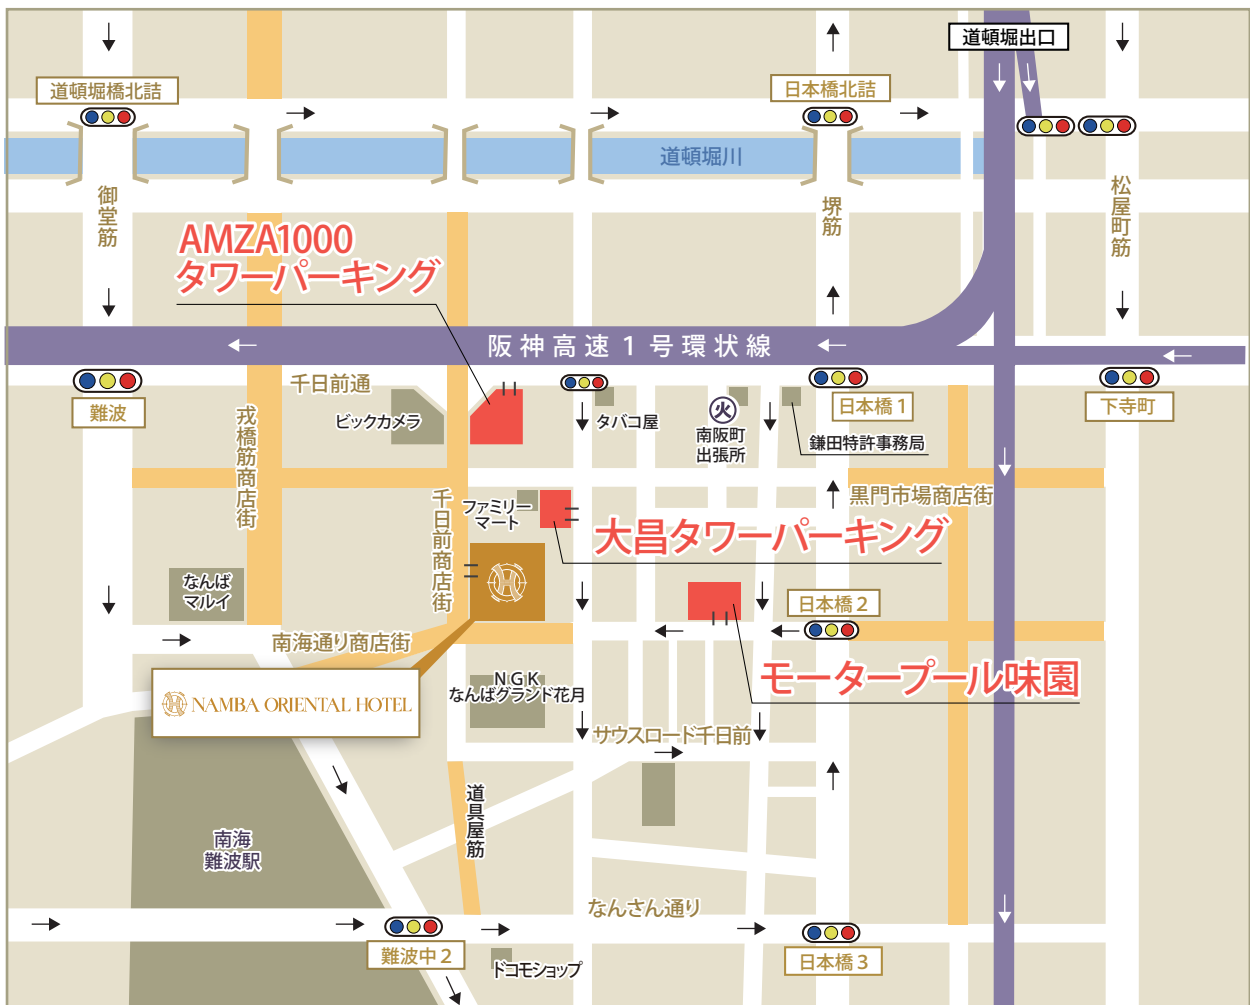 道頓堀出口
道頓堀橋北詰
日本橋北詰
道頓堀川
御堂筋
堺筋
松屋町筋
AMZA1000
タワーパーキング
阪神高速1号環状線
千日前通
難波
日本橋1
下寺町
ビックカメラ
タバコ屋
火
南阪町
出張所
鎌田特許事務局
戎橋筋商店街
千日前商店街
黒門市場商店街
ファミリー
マート
大昌タワーパーキング
なんば
マルイ
日本橋2
南海通り商店街
モータープール味園
NGK
なんばグランド花月
NAMBA ORIENTAL HOTEL
サウスロード千日前
道具屋筋
南海
難波駅
なんさん通り
難波中2
ドコモショップ
日本橋3